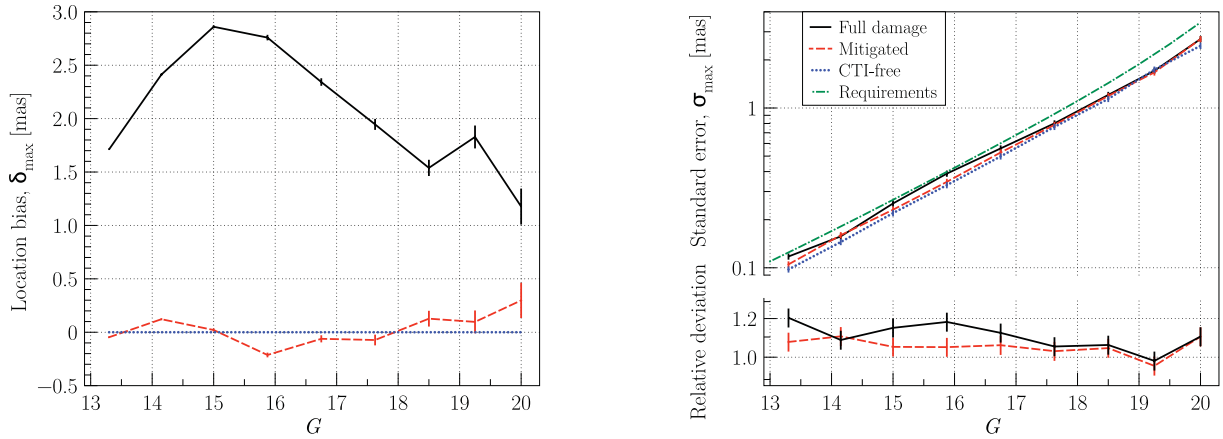 3.0
2.5
2.0
1.5
1.0
0.5
0
−0.5
Location bias, δmax [mas]
13 14 15 16 17 18 19 20
G
Full damage
Mitigated
CTI-free
Requirements
1
0.1
Standard error, σmax [mas]
1.2
1.0
Relative deviation
13 14 15 16 17 18 19 20
G